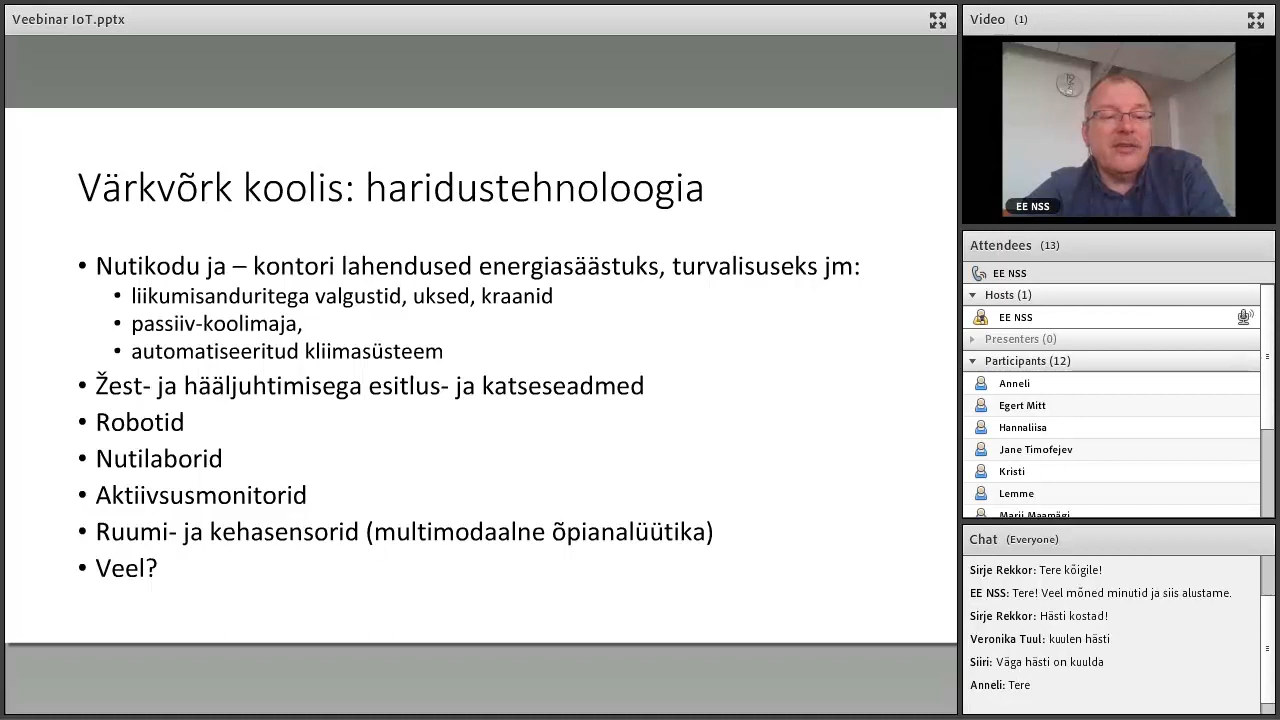 Veebinar IoT.pptx
Värkvõrk koolis: haridustehnoloogia
• Nutikodu ja – kontori lahendused energiasäästuks, turvalisuseks jm:
• liikumisanduritega valgustid, uksed, kraanid
• passiiv-koolimaja,
• automatiseeritud kliimasüsteem
• Žest- ja hääljuhtimisega esitlus- ja katseseadmed
• Robotid
• Nutilaborid
• Aktiivsusmonitorid
• Ruumi- ja kehasensorid (multimodaalne õpianalüütika)
• Veel?
Video (1)
EE NSS
Attendees (13)
EE NSS
Hosts (1)
EE NSS
Presenters (0)
Participants (12)
Anneli
Egert Mitt
Hannaliisa
Jane Timofejev
Kristi
Lemme
Marii Maamägi
Chat (Everyone)
Sirje Rekkor: Tere kõigile!
EE NSS: Tere! Veel mõned minutid ja siis alustame.
Sirje Rekkor: Hästi kostad!
Veronika Tuul: kuulen hästi
Siiri: Väga hästi on kuulda
Anneli: Tere